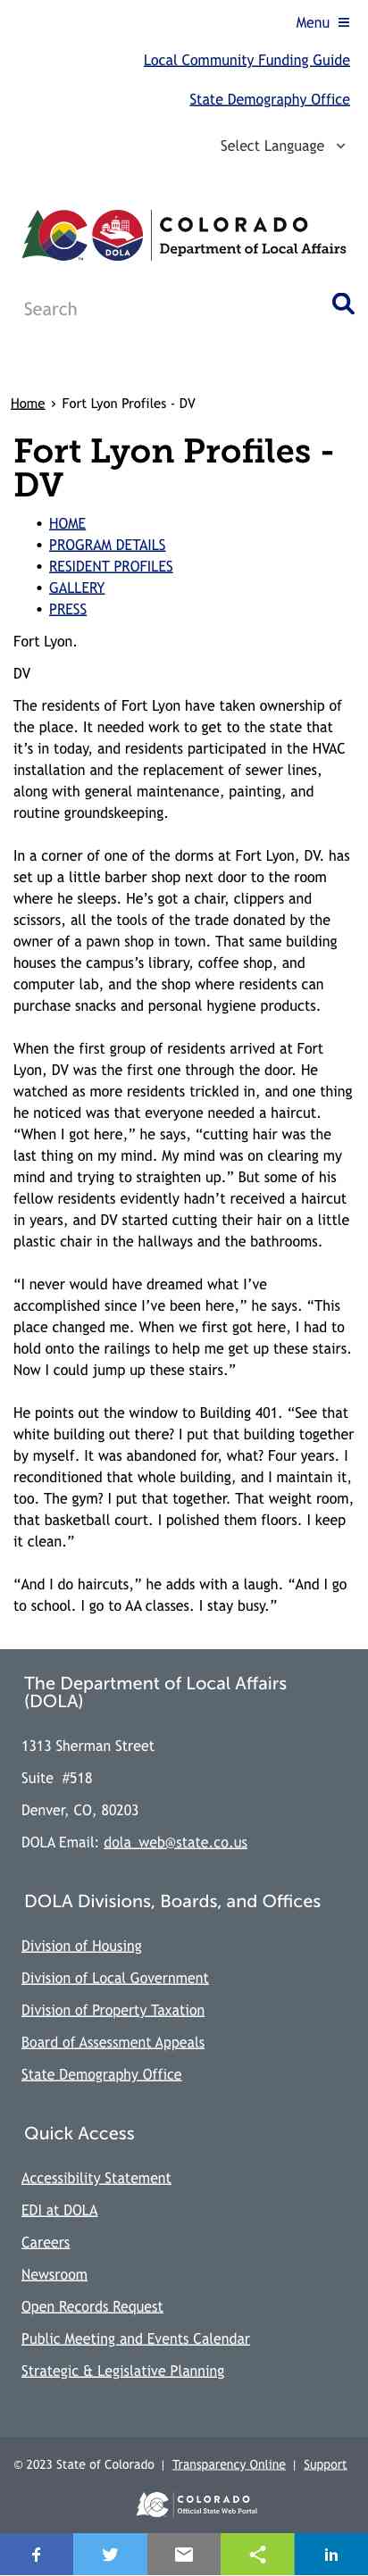 Menu
Local Community Funding Guide
State Demography Office
Select Language
COLORADO
Department of Local Affairs
DOLA
Search
Home › Fort Lyon Profiles - DV
Fort Lyon Profiles -
DV
• HOME
• PROGRAM DETAILS
• RESIDENT PROFILES
• GALLERY
• PRESS
Fort Lyon.
DV
The residents of Fort Lyon have taken ownership of
the place. It needed work to get to the state that
it’s in today, and residents participated in the HVAC
installation and the replacement of sewer lines,
along with general maintenance, painting, and
routine groundskeeping.
In a corner of one of the dorms at Fort Lyon, DV. has
set up a little barber shop next door to the room
where he sleeps. He’s got a chair, clippers and
scissors, all the tools of the trade donated by the
owner of a pawn shop in town. That same building
houses the campus’s library, coffee shop, and
computer lab, and the shop where residents can
purchase snacks and personal hygiene products.
When the first group of residents arrived at Fort
Lyon, DV was the first one through the door. He
watched as more residents trickled in, and one thing
he noticed was that everyone needed a haircut.
“When I got here,” he says, “cutting hair was the
last thing on my mind. My mind was on clearing my
mind and trying to straighten up.” But some of his
fellow residents evidently hadn’t received a haircut
in years, and DV started cutting their hair on a little
plastic chair in the hallways and the bathrooms.
“I never would have dreamed what I’ve
accomplished since I’ve been here,” he says. “This
place changed me. When we first got here, I had to
hold onto the railings to help me get up these stairs.
Now I could jump up these stairs.”
He points out the window to Building 401. “See that
white building out there? I put that building together
by myself. It was abandoned for, what? Four years. I
reconditioned that whole building, and I maintain it,
too. The gym? I put that together. That weight room,
that basketball court. I polished them floors. I keep
it clean.”
“And I do haircuts,” he adds with a laugh. “And I go
to school. I go to AA classes. I stay busy.”
The Department of Local Affairs
(DOLA)
1313 Sherman Street
Suite #518
Denver, CO, 80203
DOLA Email: dola_web@state.co.us
DOLA Divisions, Boards, and Offices
Division of Housing
Division of Local Government
Division of Property Taxation
Board of Assessment Appeals
State Demography Office
Quick Access
Accessibility Statement
EDI at DOLA
Careers
Newsroom
Open Records Request
Public Meeting and Events Calendar
Strategic & Legislative Planning
© 2023 State of Colorado | Transparency Online | Support
COLORADO
Official State Web Portal